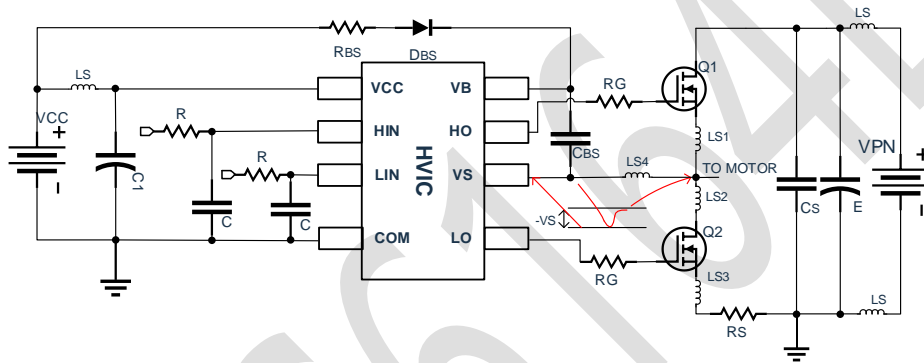 LS
RBS
DBS
LS
VCC
+
C1
R
R
C
C
VCC
HIN
LIN
COM
HVIC
VB
HO
VS
LO
RG
CBS
LS4
-VS
RG
Q1
LS1
TO MOTOR
LS2
Q2
LS3
RS
CS
E
VPN
+
LS